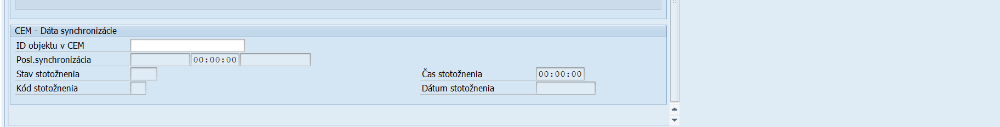 CEM - Dáta synchronizácie
ID objektu v CEM
Posl.synchronizácia 00:00:00
Stav stotožnenia Čas stotožnenia 00:00:00
Kód stotožnenia Dátum stotožnenia